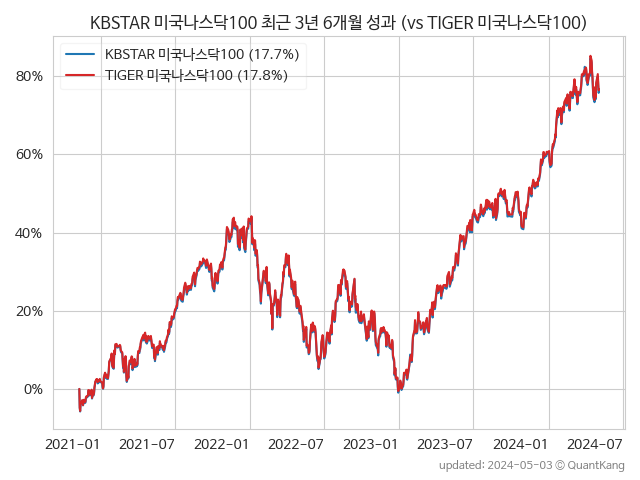 KBSTAR 미국나스닥100 최근 3년 6개월 성과 (vs TIGER 미국나스닥100)
KBSTAR 미국나스닥100 (17.7%)
TIGER 미국나스닥100 (17.8%)
80%
60%
40%
20%
0%
2021-01 2021-07 2022-01 2022-07 2023-01 2023-07 2024-01 2024-07
updated: 2024-05-03 © QuantKang